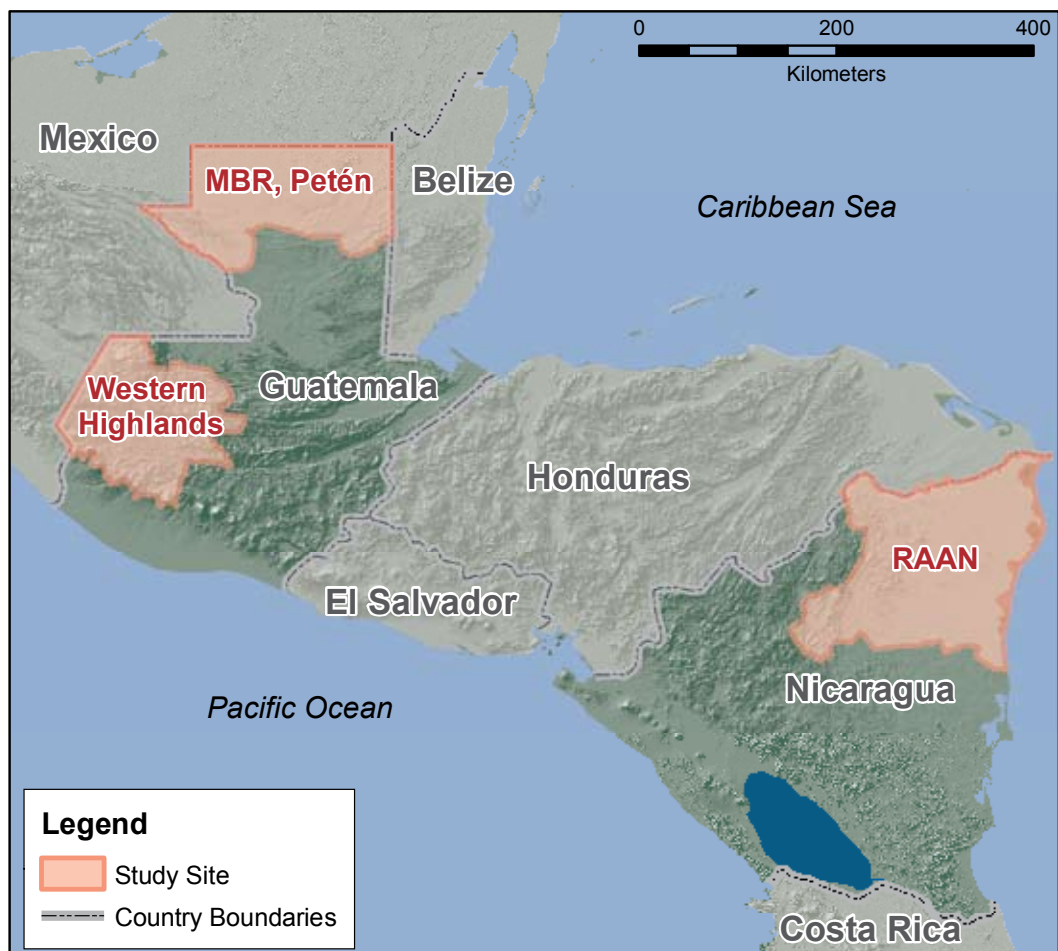 0 200 400
Kilometers
Mexico
MBR, Petén
Belize
Caribbean Sea
Western
Highlands
Guatemala
Honduras
RAAN
El Salvador
Nicaragua
Pacific Ocean
Legend
Study Site
Country Boundaries
Costa Rica